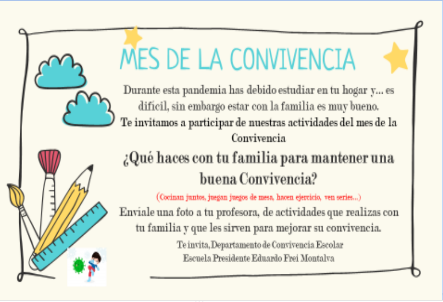 MES DE LA CONVIVENCIA
Durante esta pandemia has debido estudiar en tu hogar y... es
dificil, sin embargo estar con la familia es muy bueno.
Te invitamos a participar de nuestras actividades del mes de la
Convivencia
¿Qué haces con tu familia para mantener una
buena Convivencia?
(Cocinan juntos, juegan juegos de mesa, hacen ejercicio, ven series...)
Enviale una foto a tu profesora, de actividades que realizas con
tu familia y que les sirven para mejorar su convivencia.
Te invita,Departamento de Convivencia Escolar
Escuela Presidente Eduardo Frei Montalva